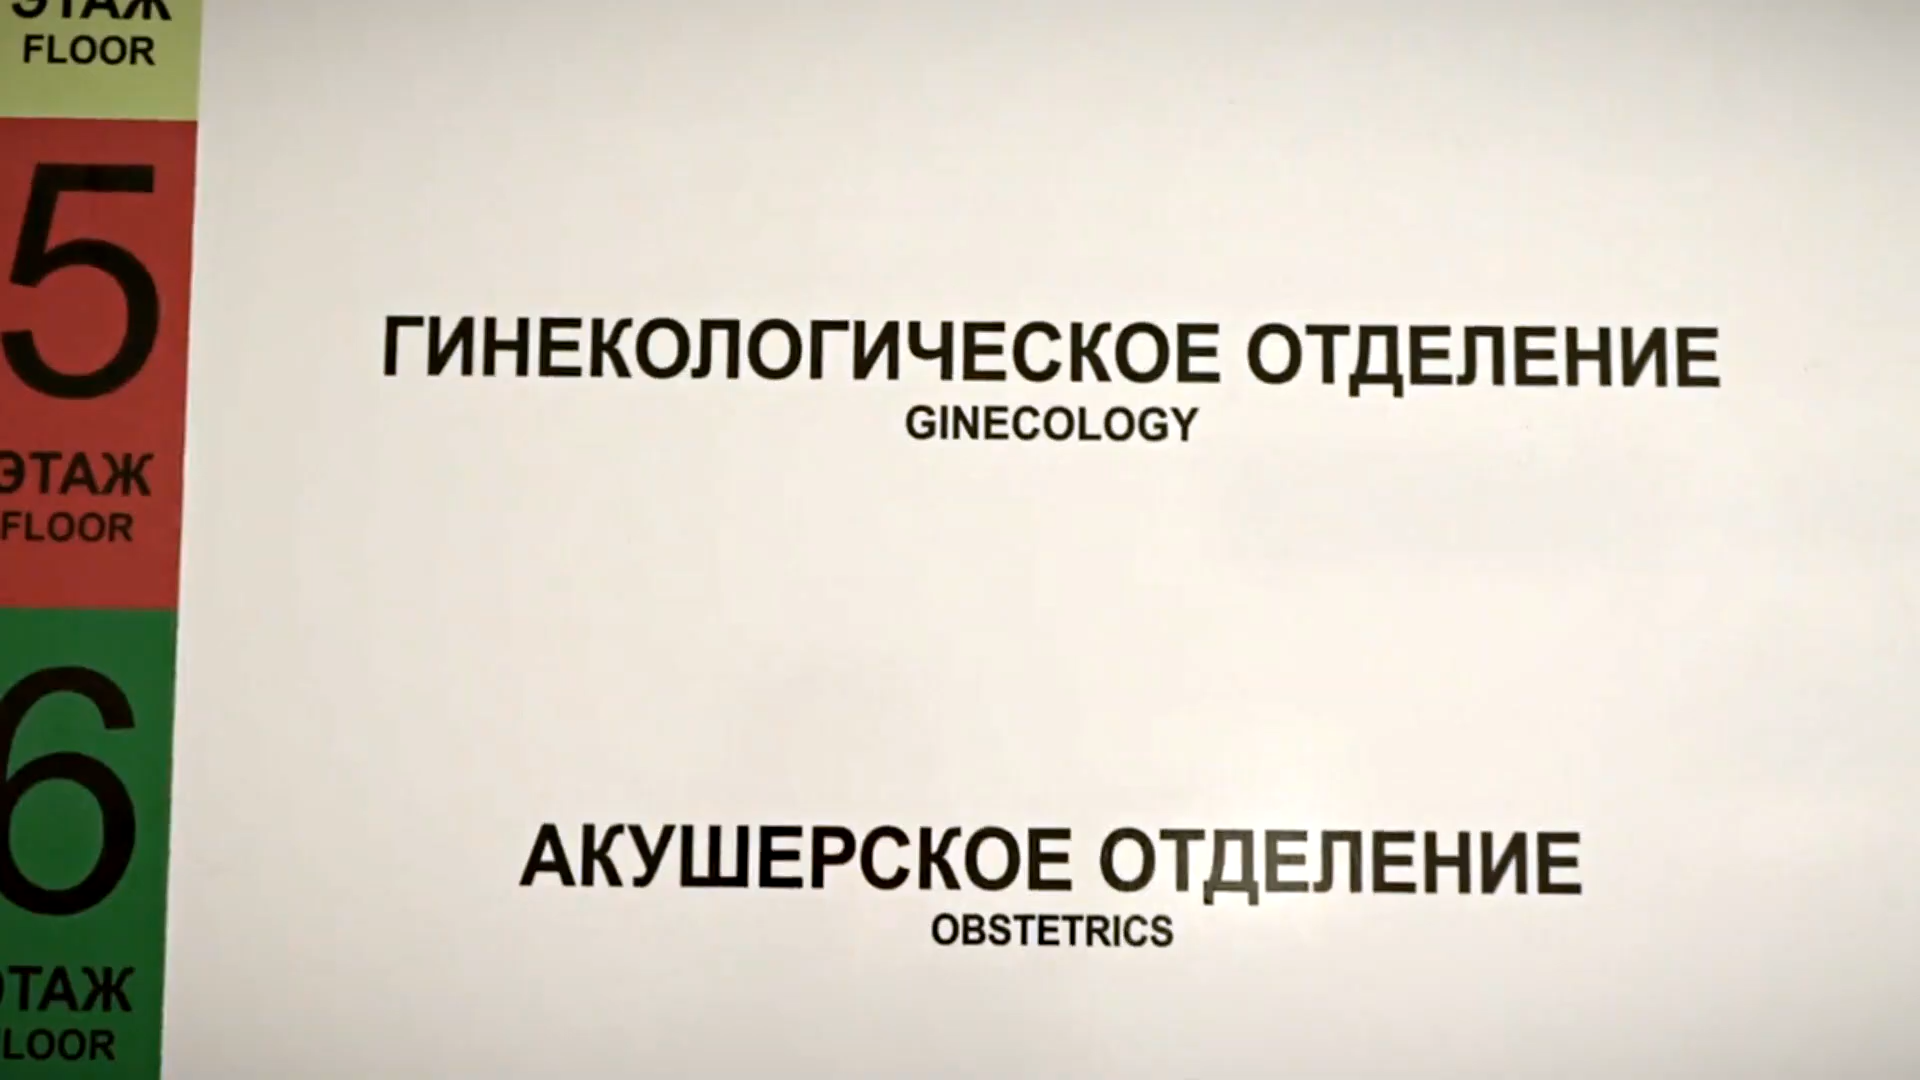 ЭТАЖ
FLOOR
5
ЭТАЖ
FLOOR
ГИНЕКОЛОГИЧЕСКОЕ ОТДЕЛЕНИЕ
GINECOLOGY
6
ЭТАЖ
FLOOR
АКУШЕРСКОЕ ОТДЕЛЕНИЕ
OBSTETRICS